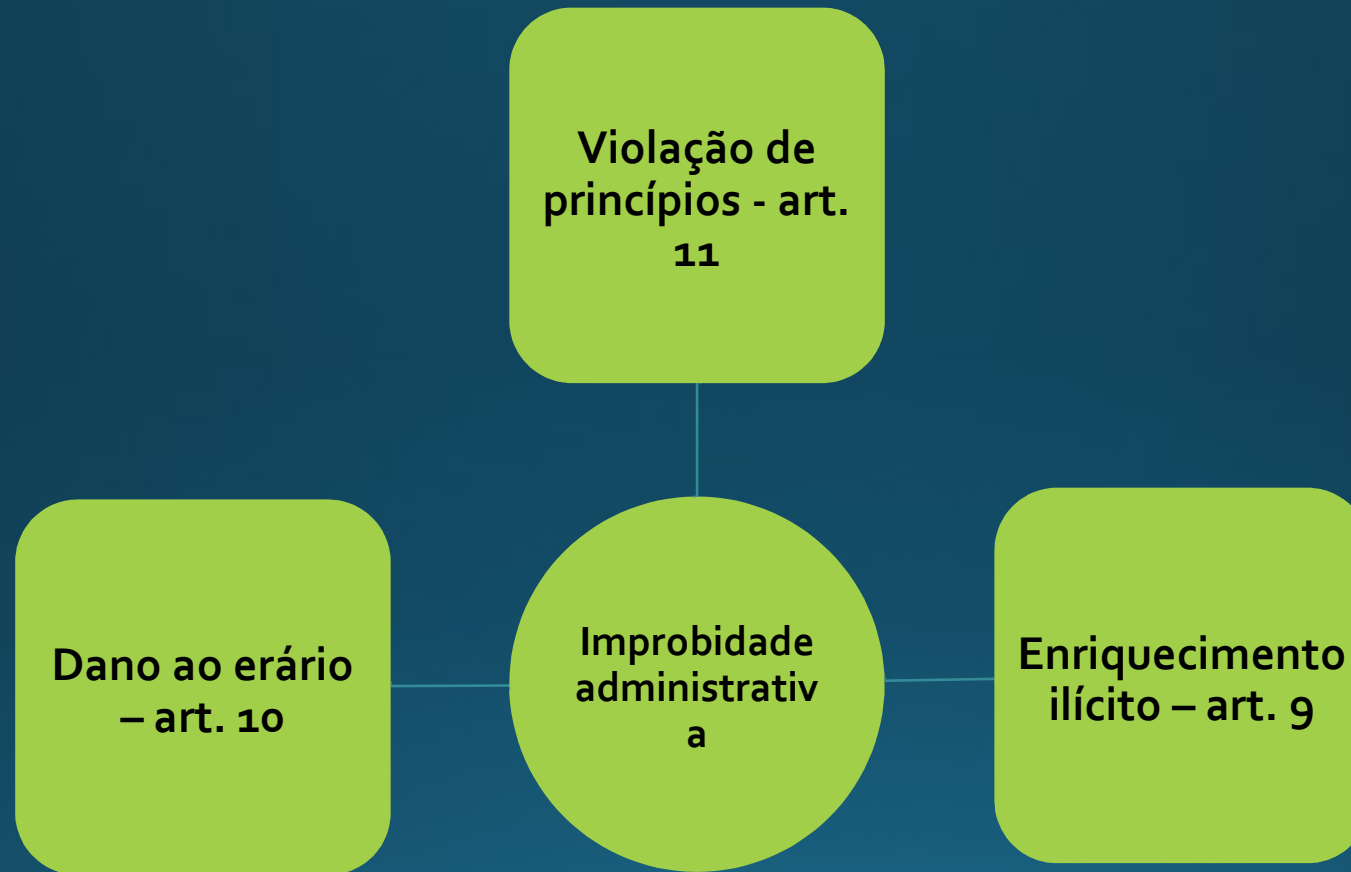 Violação de
princípios - art.
11
Dano ao erário
– art. 10
Improbidade
administrativ
a
Enriquecimento
ilícito – art. 9